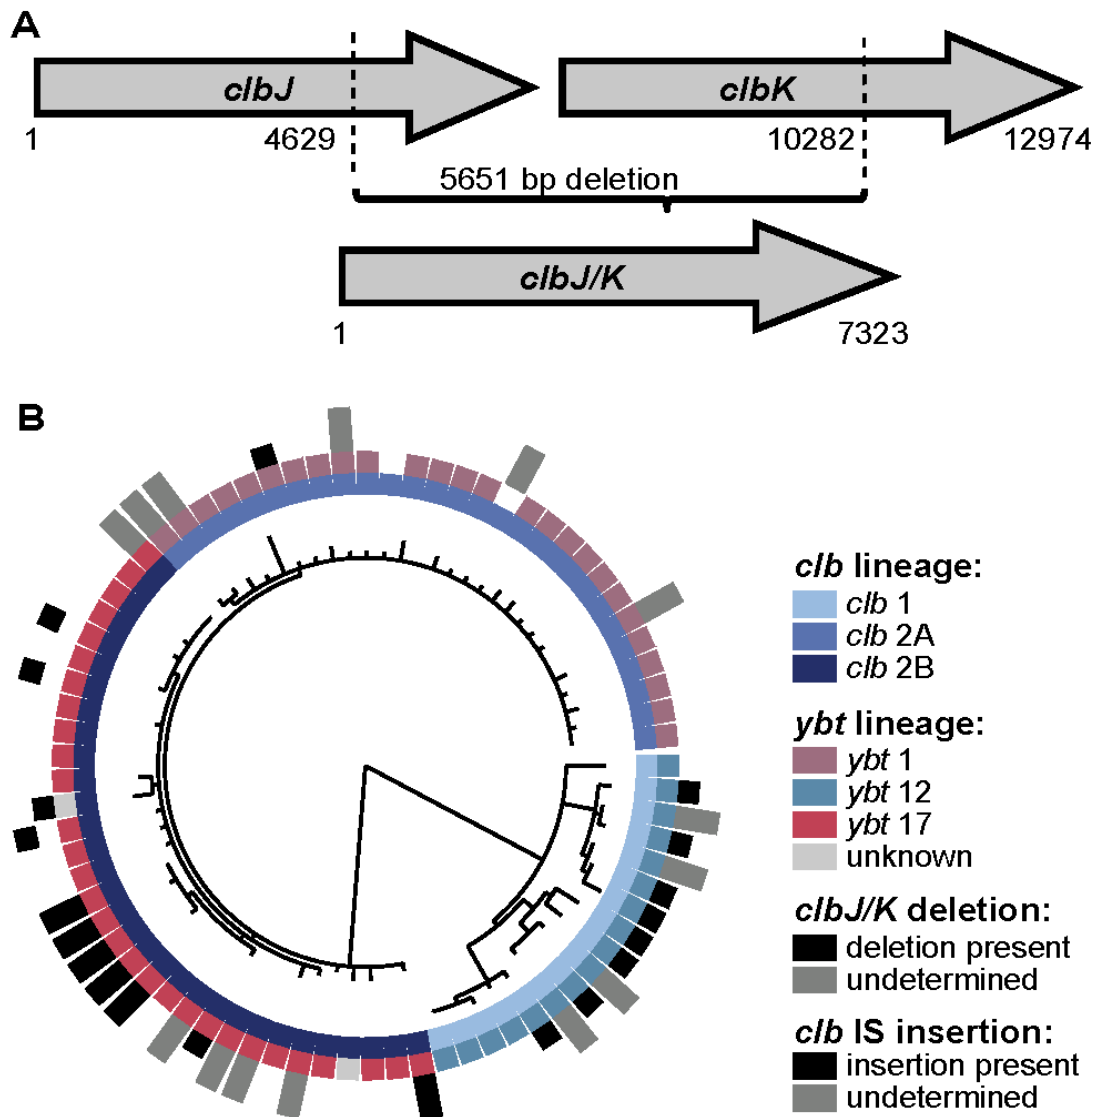 A
clbJ
clbK
1
4629
10282
12974
5651 bp deletion
clbJ/K
1
7323
B
clb lineage:
clb 1
clb 2A
clb 2B
ybt lineage:
ybt 1
ybt 12
ybt 17
unknown
clbJ/K deletion:
deletion present
undetermined
clb IS insertion:
insertion present
undetermined